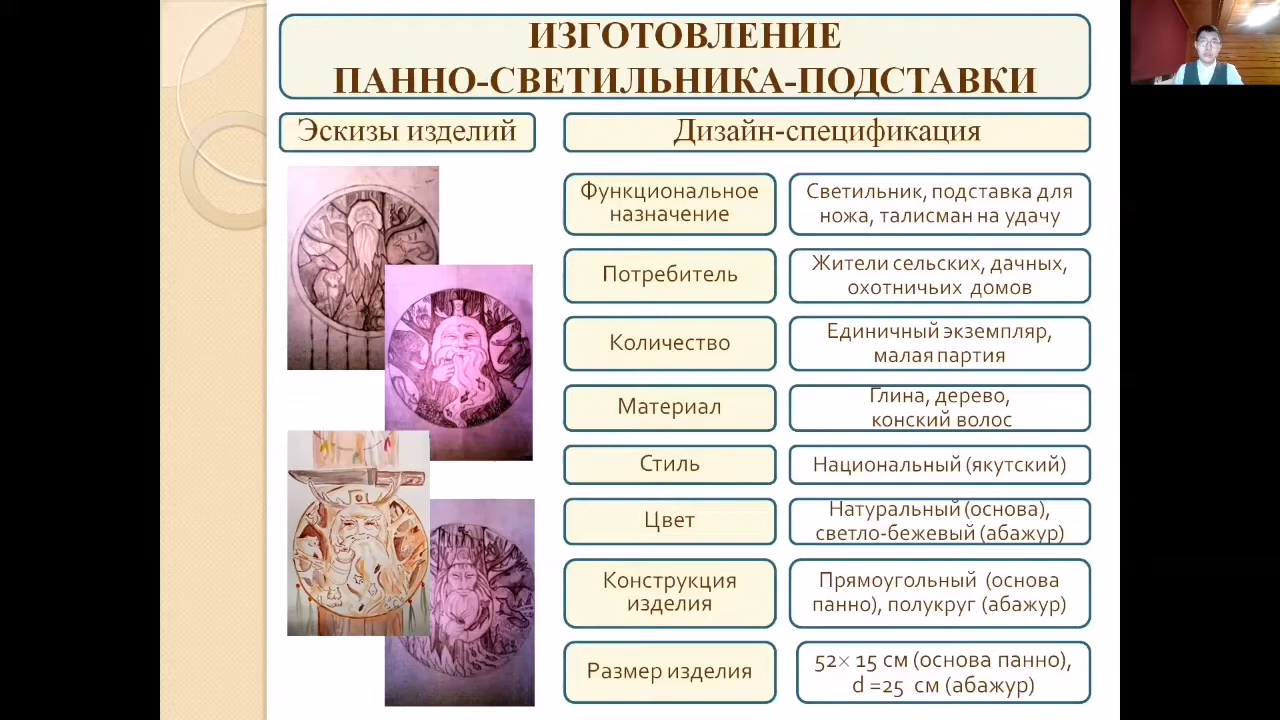 ИЗГОТОВЛЕНИЕ
ПАННО-СВЕТИЛЬНИКА-ПОДСТАВКИ
Эскизы изделий
Дизайн-спецификация
Функциональное
назначение
Светильник, подставка для
ножа, талисман на удачу
Потребитель
Жители сельских, дачных,
охотничьих домов
Количество
Единичный экземпляр,
малая партия
Материал
Глина, дерево,
конский волос
Стиль
Национальный (якутский)
Цвет
Натуральный (основа),
светло-бежевый (абажур)
Конструкция
изделия
Прямоугольный (основа
панно), полукруг (абажур)
Размер изделия
52× 15 см (основа панно),
d =25 см (абажур)